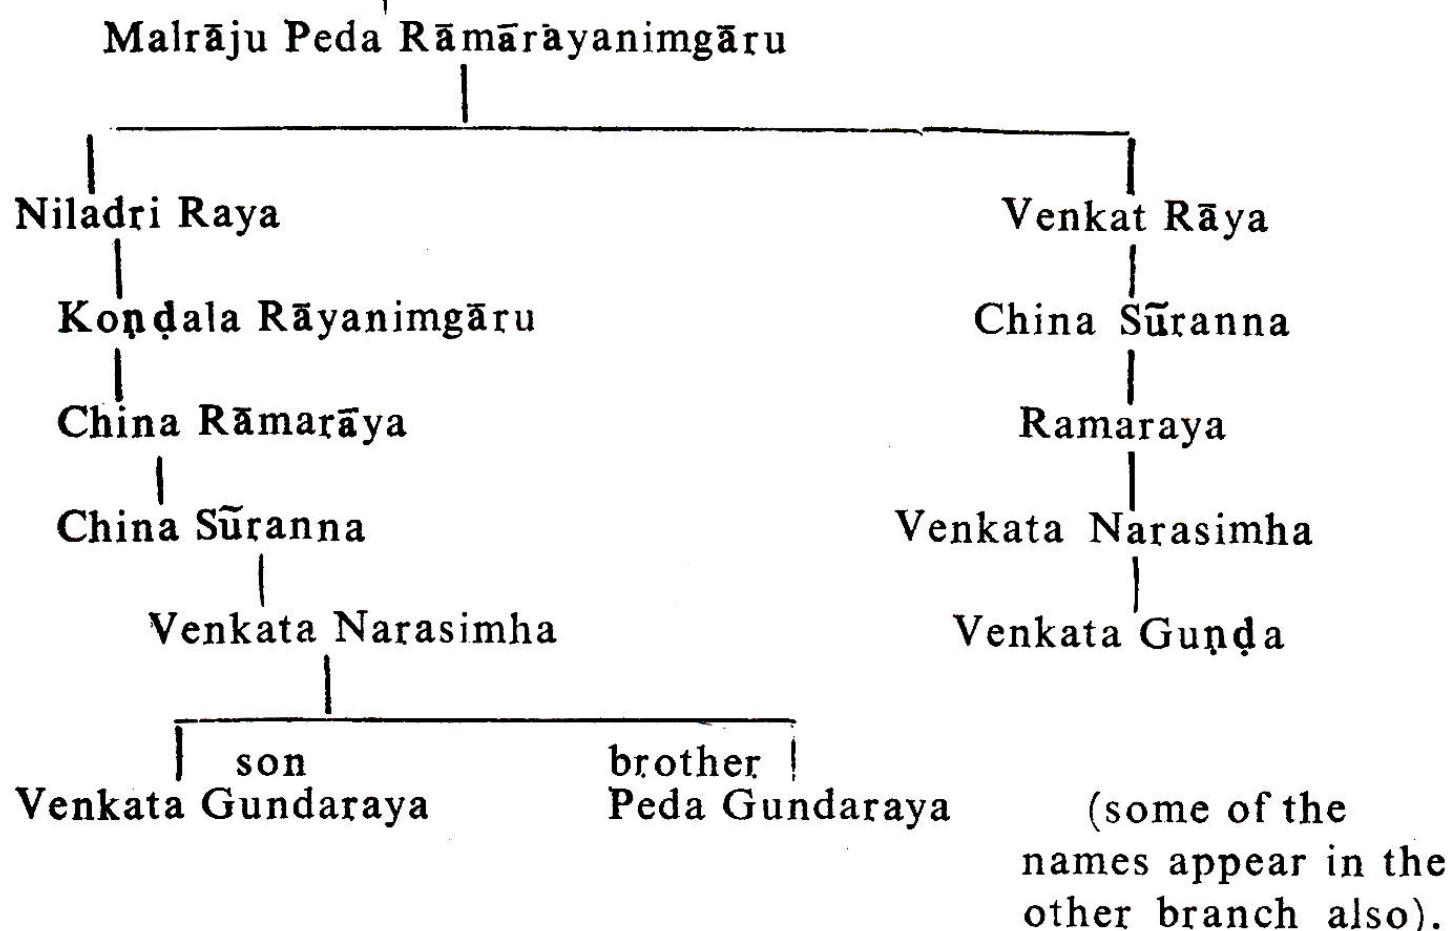 Malrāju Peda Rāmāràyanimgāru
Niladri Raya Venkat Rāya
Koṇḍala Rāyanimgāru China Sūranna
China Rāmarāya Ramaraya
China Sūranna Venkata Narasimha
Venkata Narasimha Venkata Guṇḍa
son brother
Venkata Gundaraya Peda Gundaraya (some of the
names appear in the
other branch also).